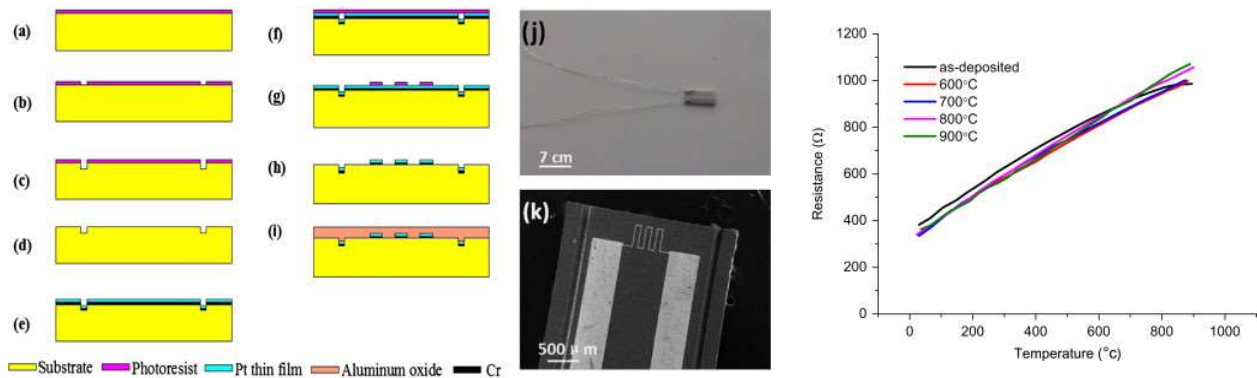 (a)
(b)
(c)
(d)
(e)
(f)
(g)
(h)
(i)
Substrate Photoresist Pt thin film Aluminum oxide Cr
(j)
7 cm
(k)
500 μm
1200
1000
800
600
400
200
0
Resistance (Ω)
as-deposited
600°C
700°C
800°C
900°C
0 200 400 600 800 1000
Temperature (°c)